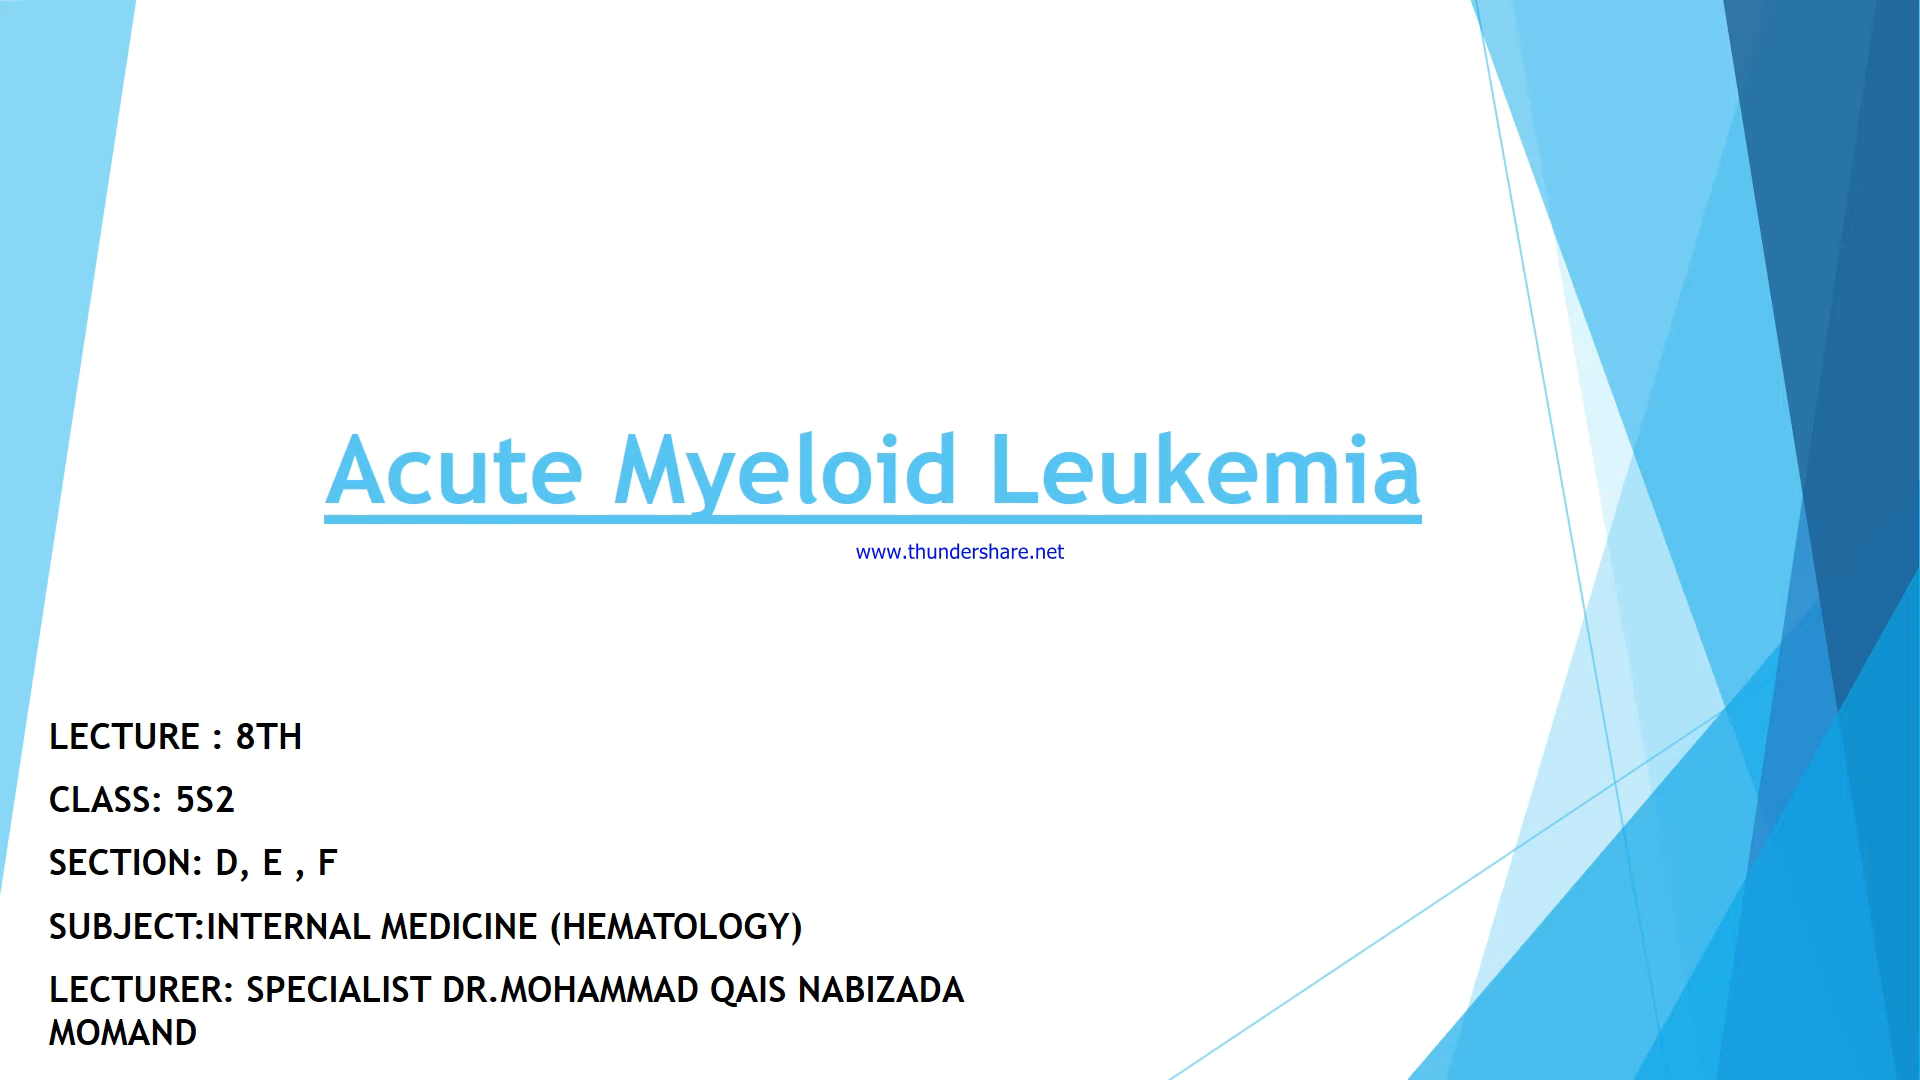 Acute Myeloid Leukemia
www.thundershare.net
LECTURE : 8TH
CLASS: 5S2
SECTION: D, E , F
SUBJECT:INTERNAL MEDICINE (HEMATOLOGY)
LECTURER: SPECIALIST DR.MOHAMMAD QAIS NABIZADA
MOMAND